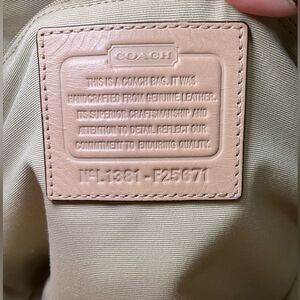 COACH
THIS IS A COACH BAG. IT WAS
HANDCRAFTED FROM GENUINE LEATHER.
ITS SUPERIOR CRAFTSMANSHIP AND
ATTENTION TO DETAIL REFLECT OUR
COMMITMENT TO ENDURING QUALITY.
Nº L1381-F25671